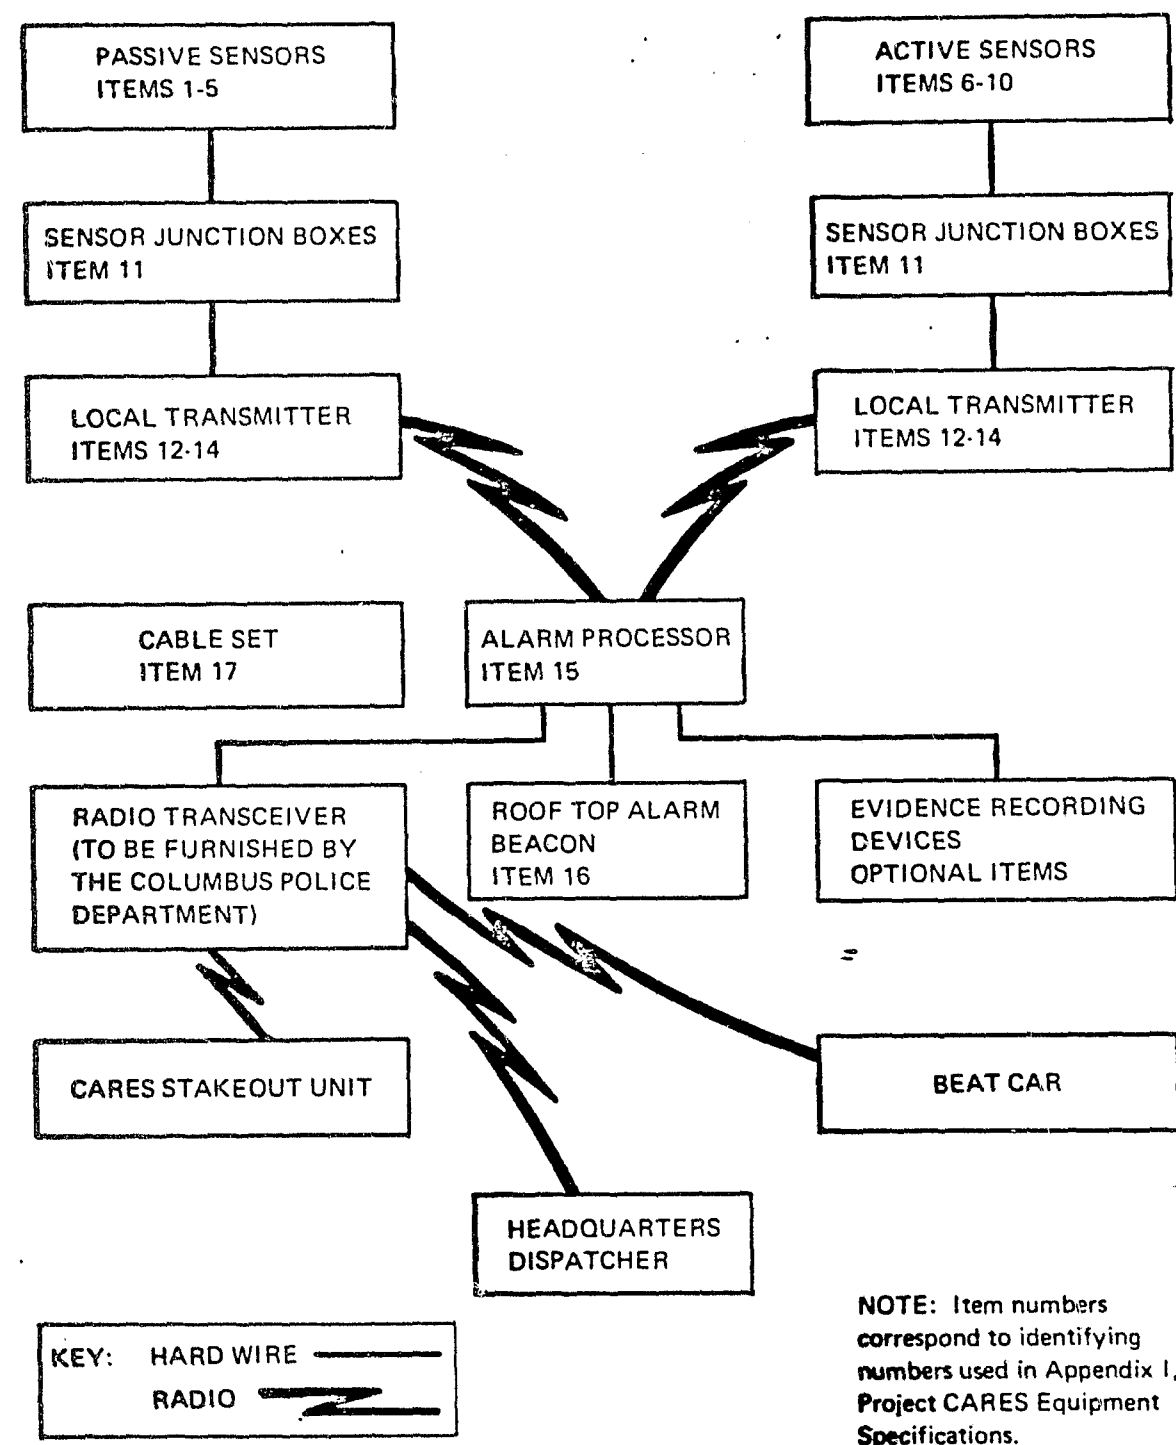 PASSIVE SENSORS
ITEMS 1-5
ACTIVE SENSORS
ITEMS 6-10
SENSOR JUNCTION BOXES
ITEM 11
SENSOR JUNCTION BOXES
ITEM 11
LOCAL TRANSMITTER
ITEMS 12-14
LOCAL TRANSMITTER
ITEMS 12-14
CABLE SET
ITEM 17
ALARM PROCESSOR
ITEM 15
RADIO TRANSCEIVER
(TO BE FURNISHED BY
THE COLUMBUS POLICE
DEPARTMENT)
ROOF TOP ALARM
BEACON
ITEM 16
EVIDENCE RECORDING
DEVICES
OPTIONAL ITEMS
CARES STAKEOUT UNIT
BEAT CAR
HEADQUARTERS
DISPATCHER
KEY: HARD WIRE
RADIO
NOTE: Item numbers
correspond to identifying
numbers used in Appendix I,
Project CARES Equipment
Specifications.